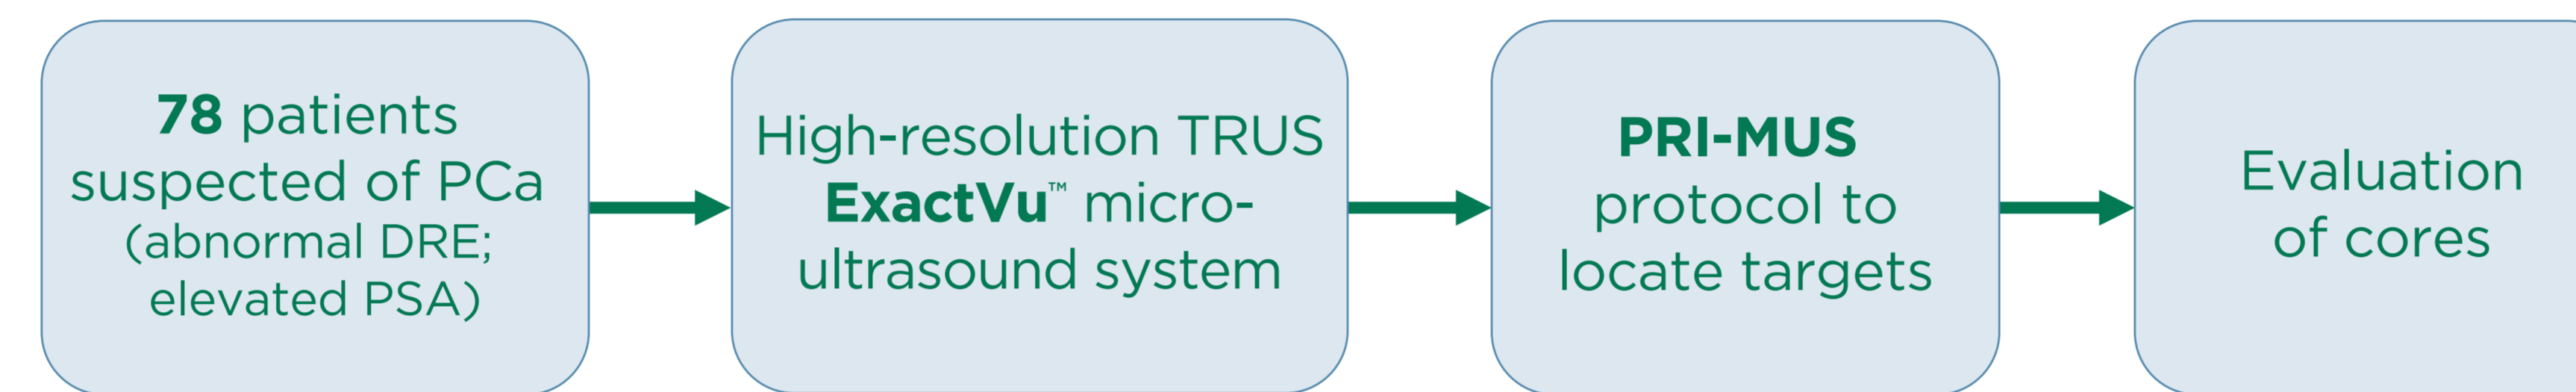 78 patients
suspected of PCa
(abnormal DRE;
elevated PSA)
High-resolution TRUS
ExactVu™ micro-
ultrasound system
PRI-MUS
protocol to
locate targets
Evaluation
of cores